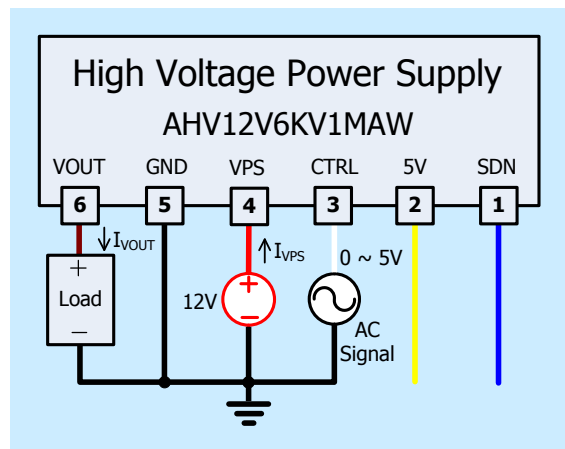 High Voltage Power Supply
AHV12V6KV1MAW
VOUT GND VPS CTRL 5V SDN
6 5 4 3 2 1
+ IVOUT IVPS 0 ~ 5V
Load
12V
+
−
−
AC
Signal